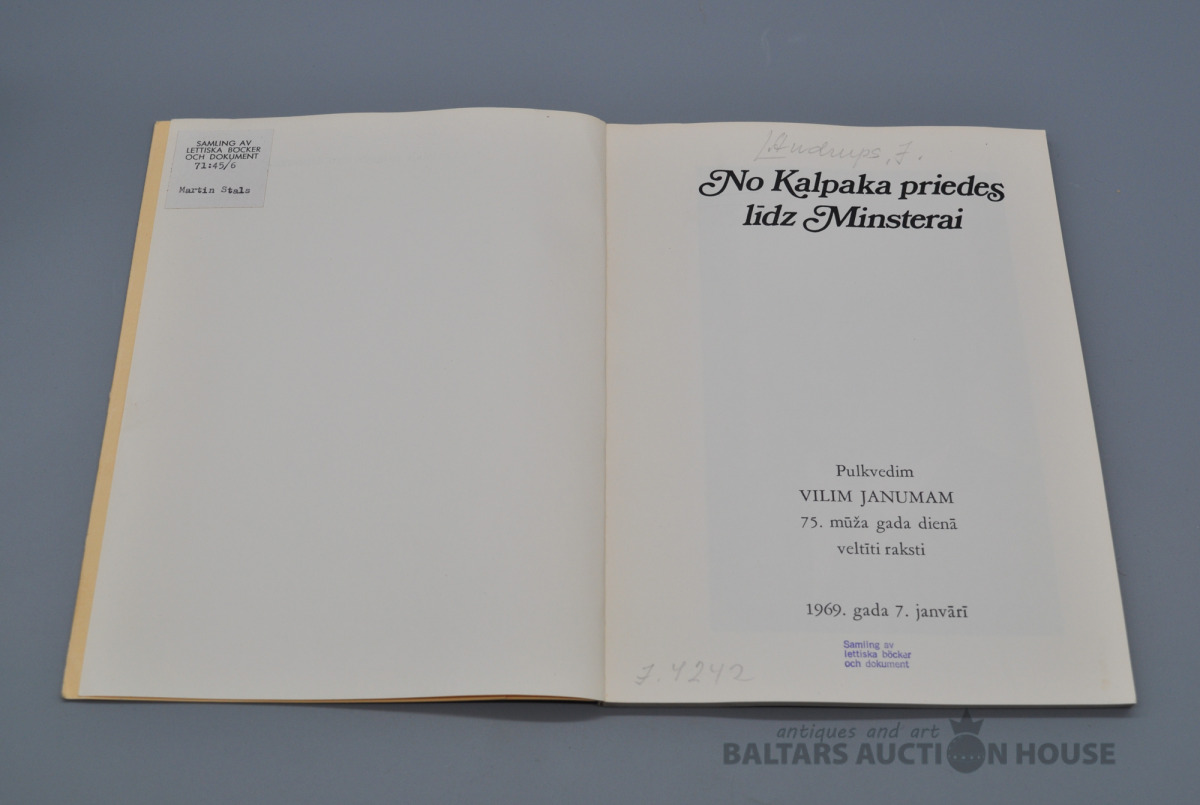 SAMLING AV
LETTISKA BÖCKER
OCH DOKUMENT
71:45/6
Martin Stals
Andrups, J.
No Kalpaka priedes
līdz Minsterai
Pulkvedim
VILIM JANUMAM
75. mūža gada dienā
veltīti raksti
1969. gada 7. janvārī
Samling av
lettiska böcker
och dokument
J. 4242
antiques and art
BALTARS AUCTION HOUSE